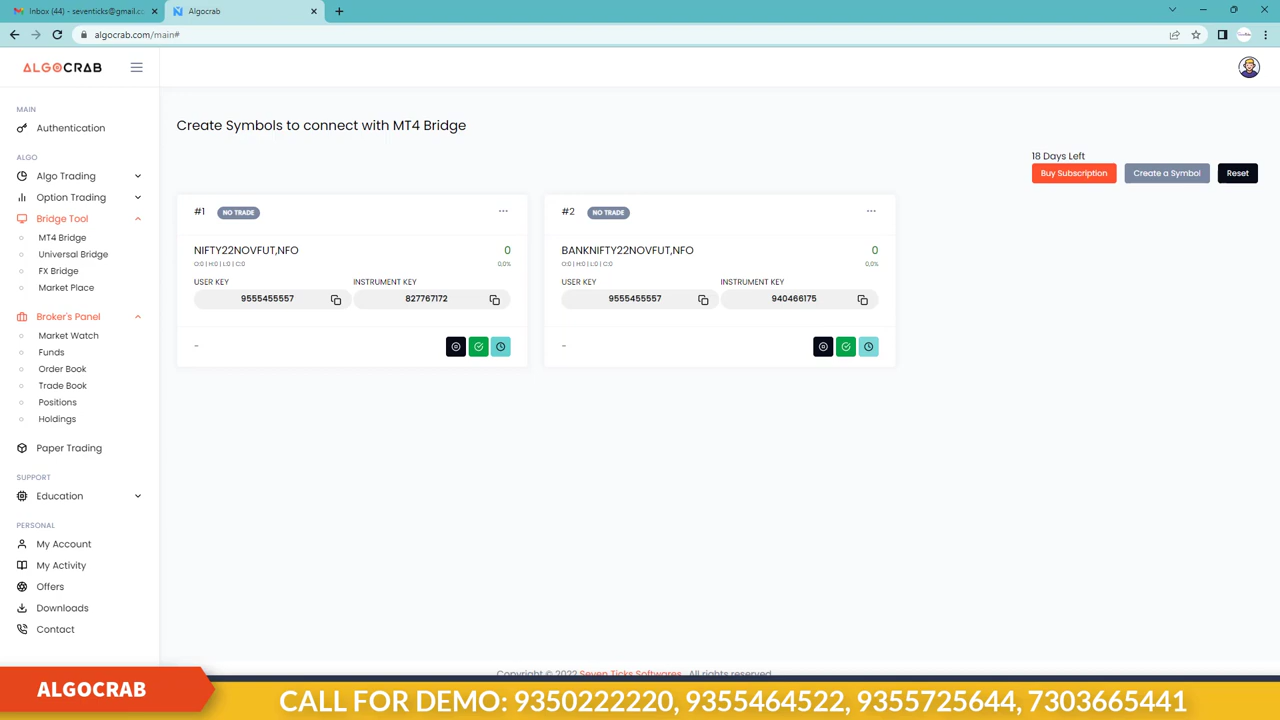 Inbox (44) - seventicks@gmail.cc
Algocrab
algocrab.com/main#
ALGOCRAB
MAIN
Authentication
ALGO
Algo Trading
Option Trading
Bridge Tool
MT4 Bridge
Universal Bridge
FX Bridge
Market Place
Broker's Panel
Market Watch
Funds
Order Book
Trade Book
Positions
Holdings
Paper Trading
SUPPORT
Education
PERSONAL
My Account
My Activity
Offers
Downloads
Contact
Create Symbols to connect with MT4 Bridge
18 Days Left
Buy Subscription Create a Symbol Reset
#1 NO TRADE ...
NIFTY22NOVFUT,NFO 0
O:0 | H:0 | L:0 | C:0 0,0%
USER KEY INSTRUMENT KEY
9555455557 827767172
-
#2 NO TRADE ...
BANKNIFTY22NOVFUT,NFO 0
O:0 | H:0 | L:0 | C:0 0,0%
USER KEY INSTRUMENT KEY
9555455557 940466175
-
Copyright © 2022 Seven Ticks Softwares . All rights reserved
ALGOCRAB
CALL FOR DEMO: 9350222220, 9355464522, 9355725644, 7303665441